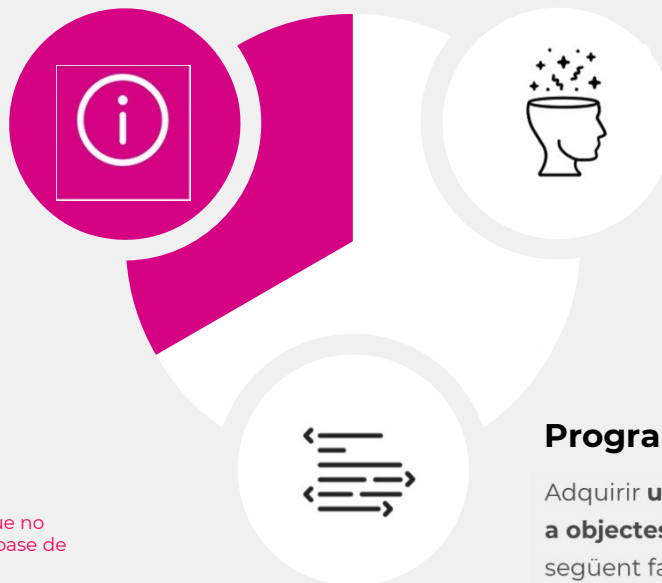 ue no
base de
Progra
Adquirir u
a objectes
següent fa